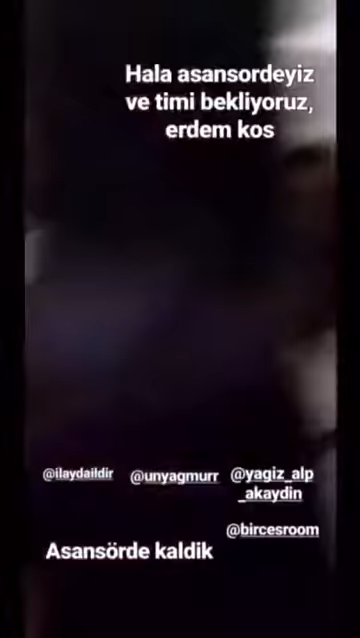 Hala asansordeyiz
ve timi bekliyoruz,
erdem kos
@ilaydaildir @unyagmurr @yagiz_alp
_akaydin
@bircesroom
Asansörde kaldik